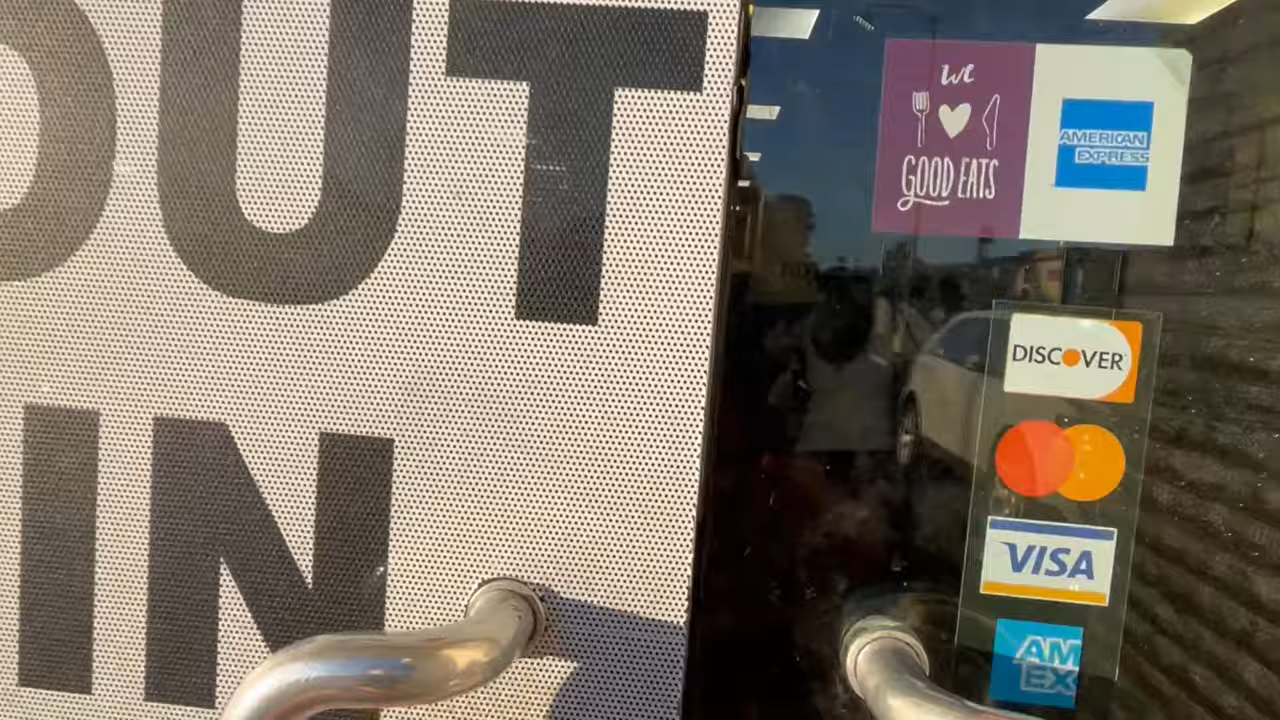 OUT
IN
We
GOOD EATS
AMERICAN
EXPRESS
DISCOVER
VISA
AM
EX